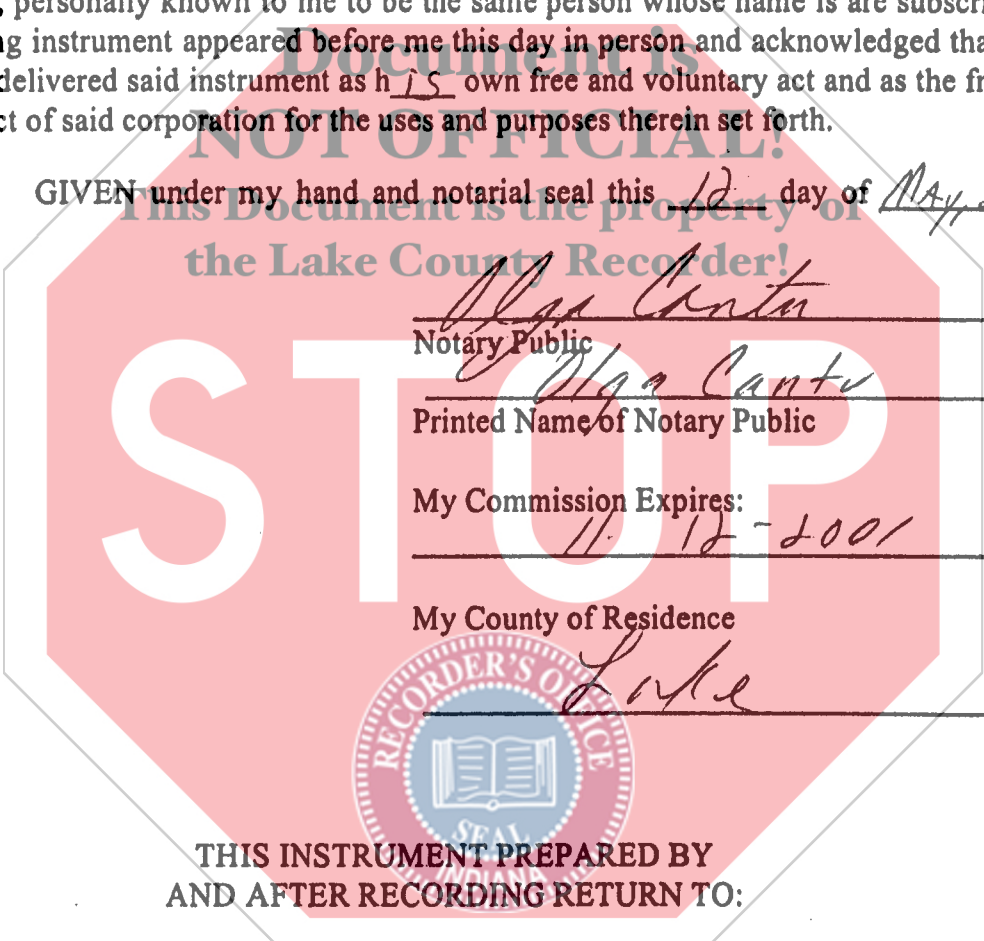 , personally known to me to be the same person whose name is are subscri
g instrument appeared before me this day in person and acknowledged tha
delivered said instrument as his own free and voluntary act and as the fr
ct of said corporation for the uses and purposes therein set forth.
Document is
NOT OFFICIAL!
GIVEN under my hand and notarial seal this 12 day of May,
This Document is the property of
the Lake County Recorder!
Olga Cantu
Notary Public
Olga Cantu
Printed Name of Notary Public
STOP
My Commission Expires:
11-12-2001
My County of Residence
Lake
RECORDER'S OFFICE
SEAL
INDIANA
THIS INSTRUMENT PREPARED BY
AND AFTER RECORDING RETURN TO: